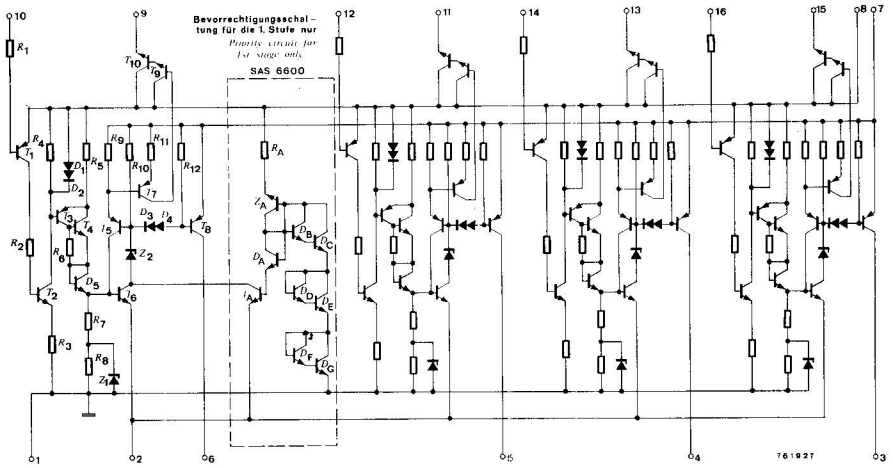 10
9
12
11
14
13
16
15
8
7
Bevorrechtigungsschal-
tung für die 1. Stufe nur
Priority circuit for
1st stage only
SAS 6600
R1
T10
T9
R4
T1
D1
D2
R5
R9
R10
R11
R12
RA
T7
T3
T4
T5
D3
D4
T8
ZA
DB
DC
R2
R6
Z2
DA
D5
T2
T6
TA
DD
DE
R3
R7
R8
Z1
DF
DG
1
2
6
5
4
3
761927